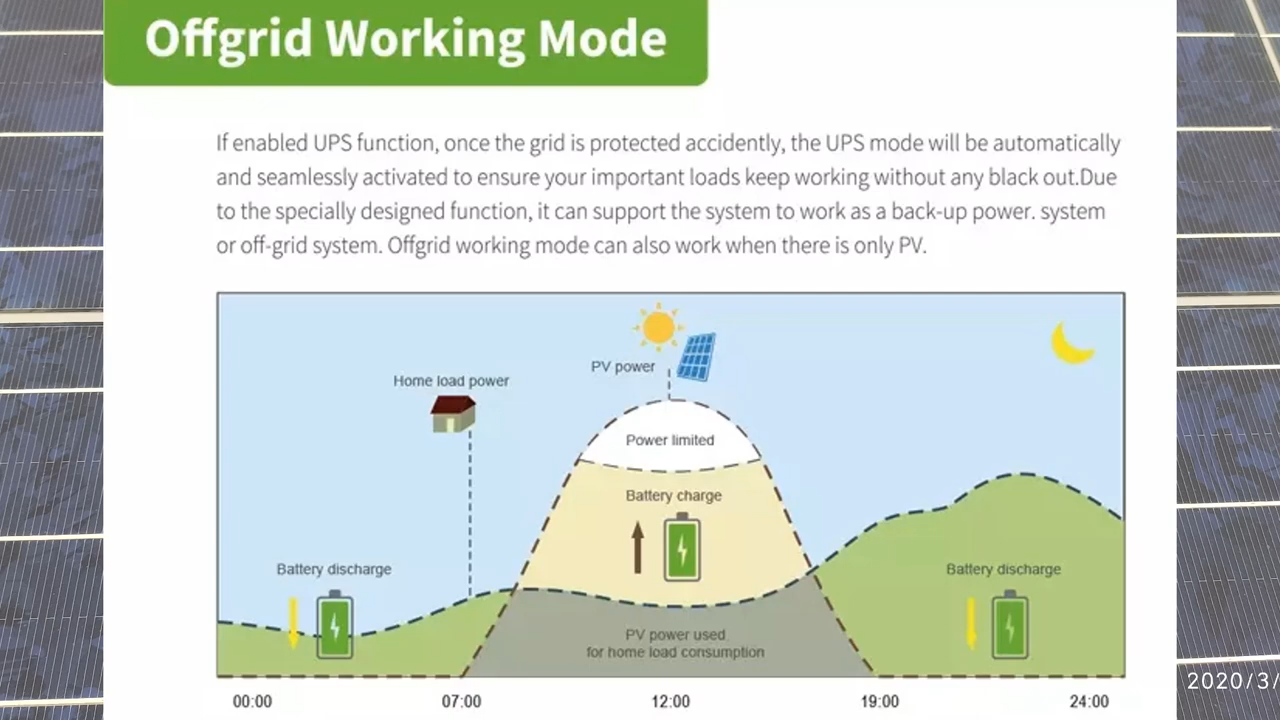 Offgrid Working Mode
If enabled UPS function, once the grid is protected accidently, the UPS mode will be automatically
and seamlessly activated to ensure your important loads keep working without any black out.Due
to the specially designed function, it can support the system to work as a back-up power. system
or off-grid system. Offgrid working mode can also work when there is only PV.
PV power
Home load power
Power limited
Battery charge
Battery discharge
Battery discharge
PV power used
for home load consumption
2020/3/
00:00 07:00 12:00 19:00 24:00